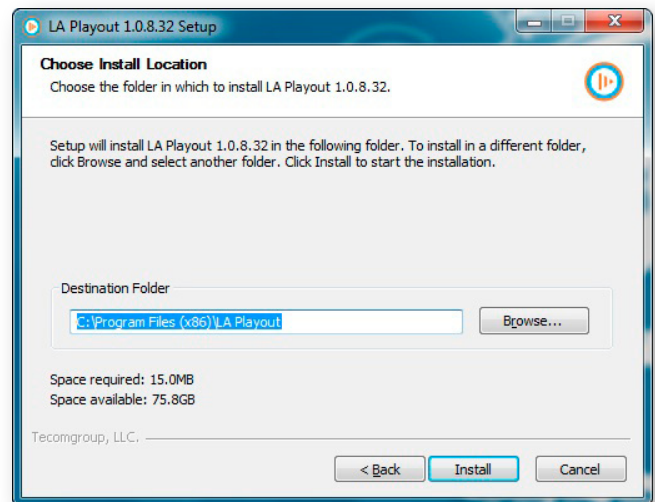 LA Playout 1.0.8.32 Setup
Choose Install Location
Choose the folder in which to install LA Playout 1.0.8.32.
Setup will install LA Playout 1.0.8.32 in the following folder. To install in a different folder,
click Browse and select another folder. Click Install to start the installation.
Destination Folder
C:\Program Files (x86)\LA Playout
Browse...
Space required: 15.0MB
Space available: 75.8GB
Tecomgroup, LLC.
< Back
Install
Cancel